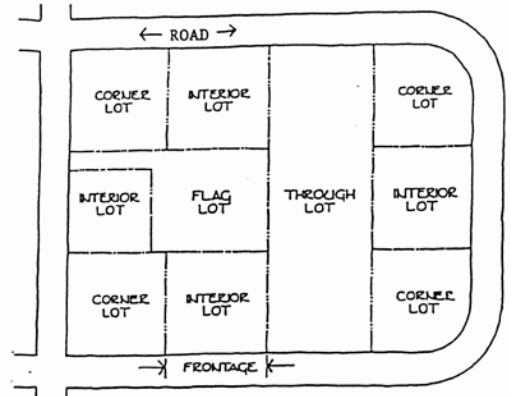 ← ROAD →
CORNER
LOT
INTERIOR
LOT
CORNER
LOT
INTERIOR
LOT
FLAG
LOT
THROUGH
LOT
INTERIOR
LOT
CORNER
LOT
INTERIOR
LOT
CORNER
LOT
FRONTAGE